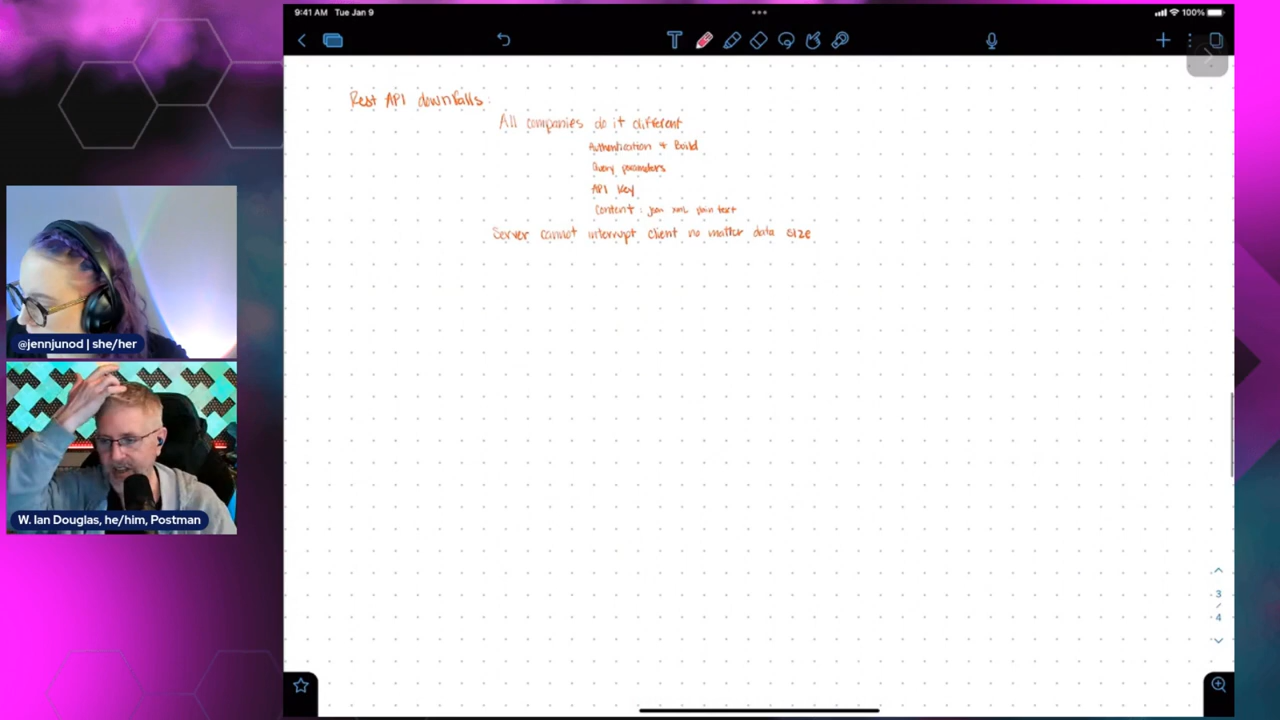 9:41 AM Tue Jan 9
100%
Rest API downfalls:
All companies do it different
Authentication + Build
Query parameters
API Key
Content: json xml plain text
Server cannot interrupt client no matter data size
@jennjunod | she/her
W. Ian Douglas, he/him, Postman
3
/
4